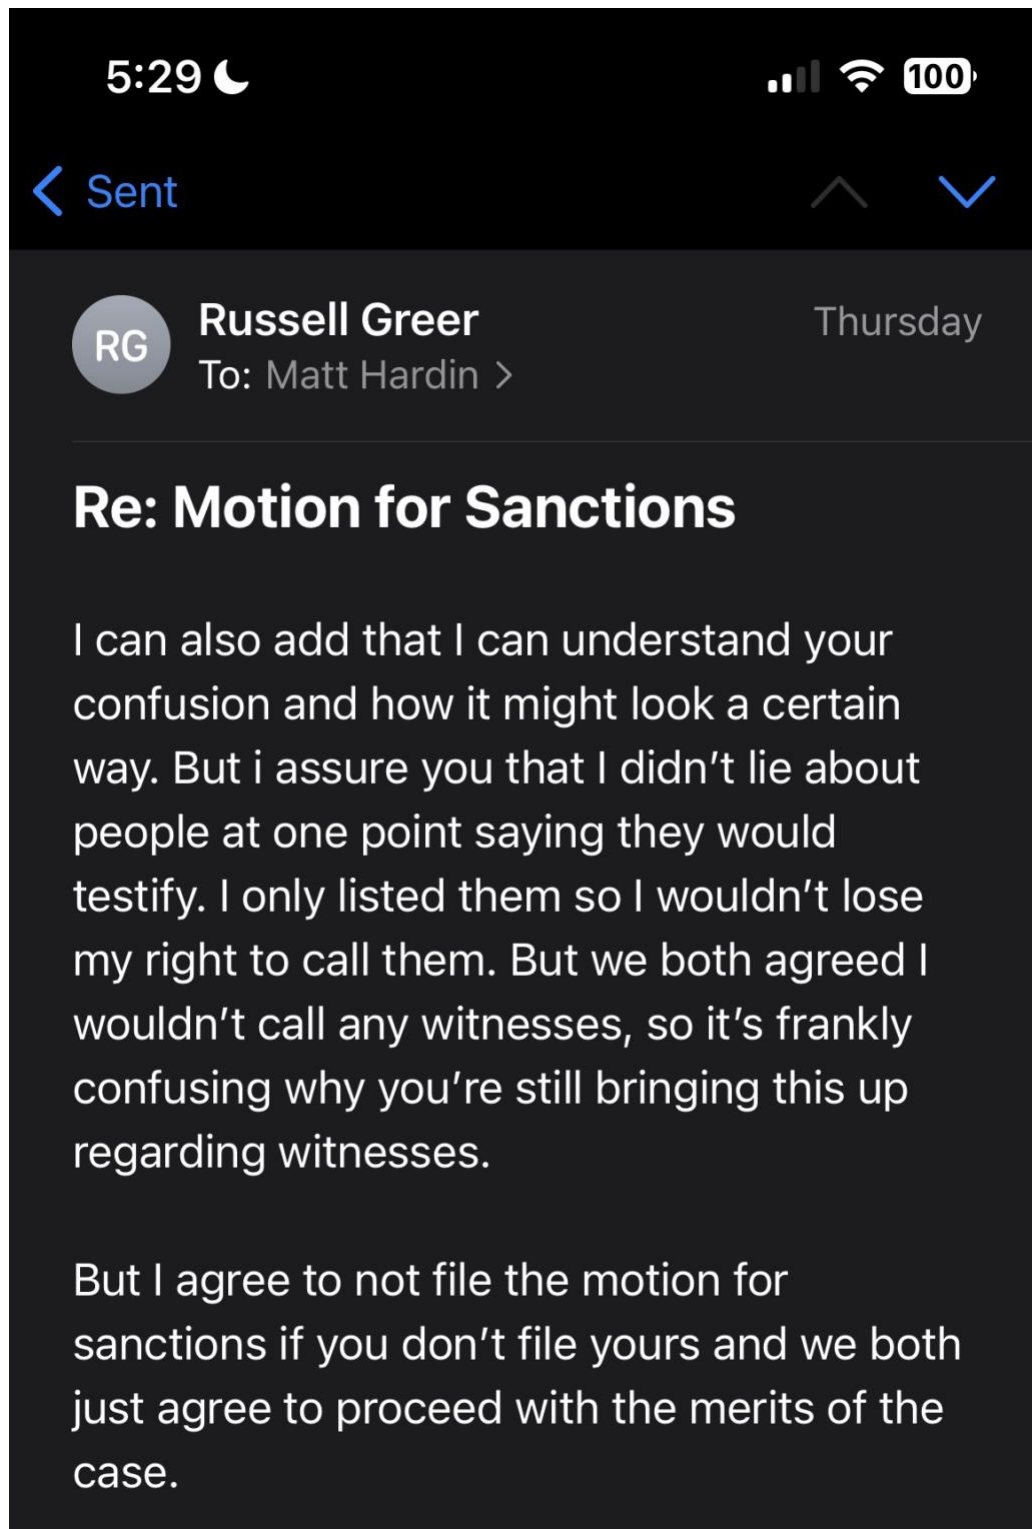 5:29
100
Sent
RG
Russell Greer
Thursday
To: Matt Hardin
Re: Motion for Sanctions
I can also add that I can understand your
confusion and how it might look a certain
way. But i assure you that I didn’t lie about
people at one point saying they would
testify. I only listed them so I wouldn’t lose
my right to call them. But we both agreed I
wouldn’t call any witnesses, so it’s frankly
confusing why you’re still bringing this up
regarding witnesses.
But I agree to not file the motion for
sanctions if you don’t file yours and we both
just agree to proceed with the merits of the
case.